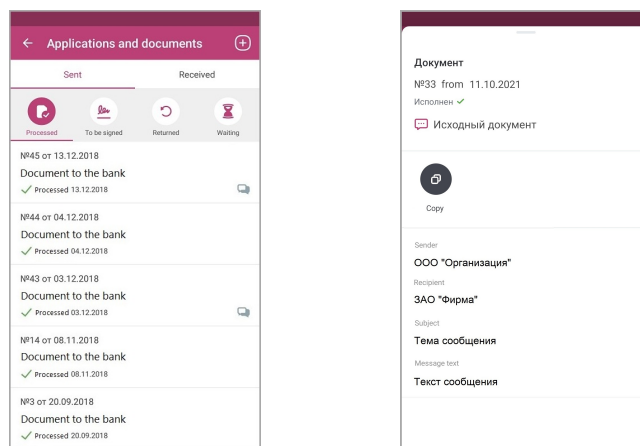 Applications and documents
Sent
Received
Processed
To be signed
Returned
Waiting
№45 от 13.12.2018
Document to the bank
Processed 13.12.2018
№44 от 04.12.2018
Document to the bank
Processed 04.12.2018
№43 от 03.12.2018
Document to the bank
Processed 03.12.2018
№14 от 08.11.2018
Document to the bank
Processed 08.11.2018
№3 от 20.09.2018
Document to the bank
Processed 20.09.2018
Документ
№33 from 11.10.2021
Исполнен
Исходный документ
Copy
Sender
ООО "Организация"
Recipient
ЗАО "Фирма"
Subject
Тема сообщения
Message text
Текст сообщения